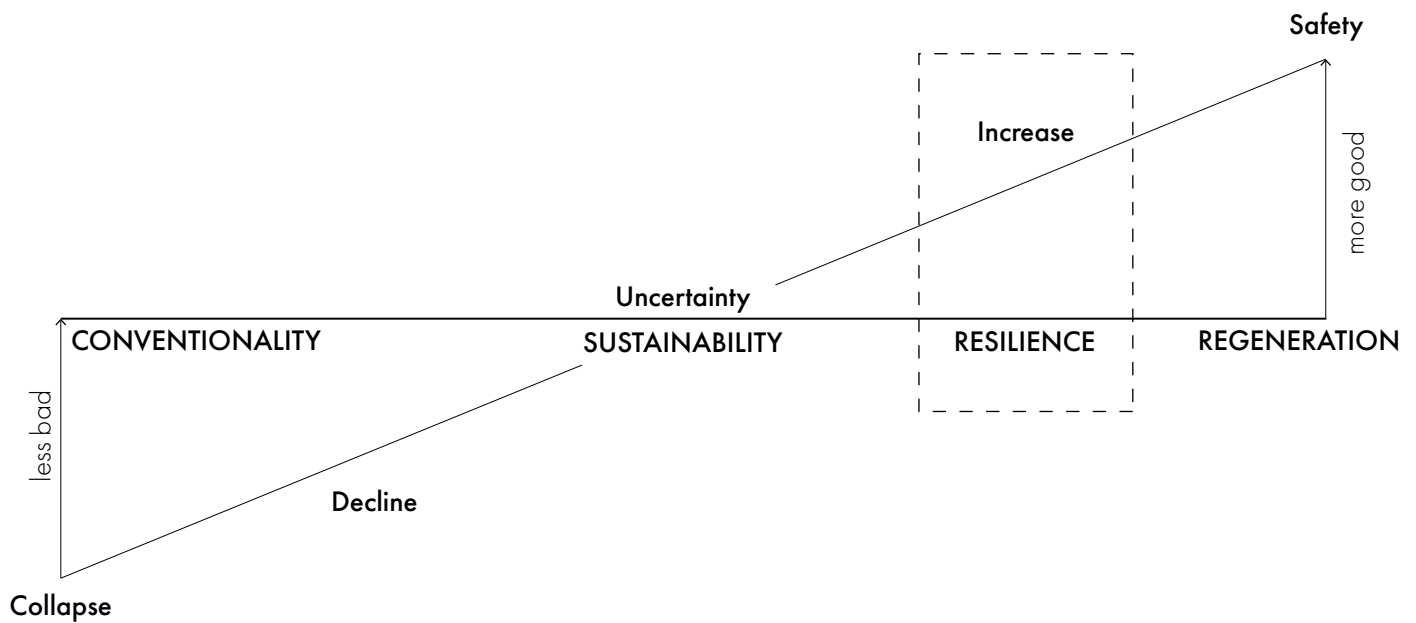 Safety
Increase
more good
Uncertainty
CONVENTIONALITY
SUSTAINABILITY
RESILIENCE
REGENERATION
less bad
Decline
Collapse